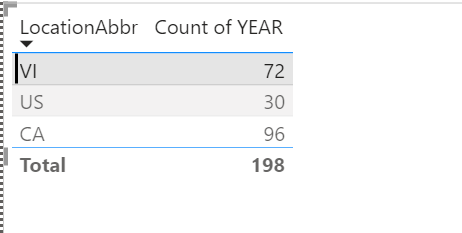 LocationAbbr Count of YEAR
VI 72
US 30
CA 96
Total 198